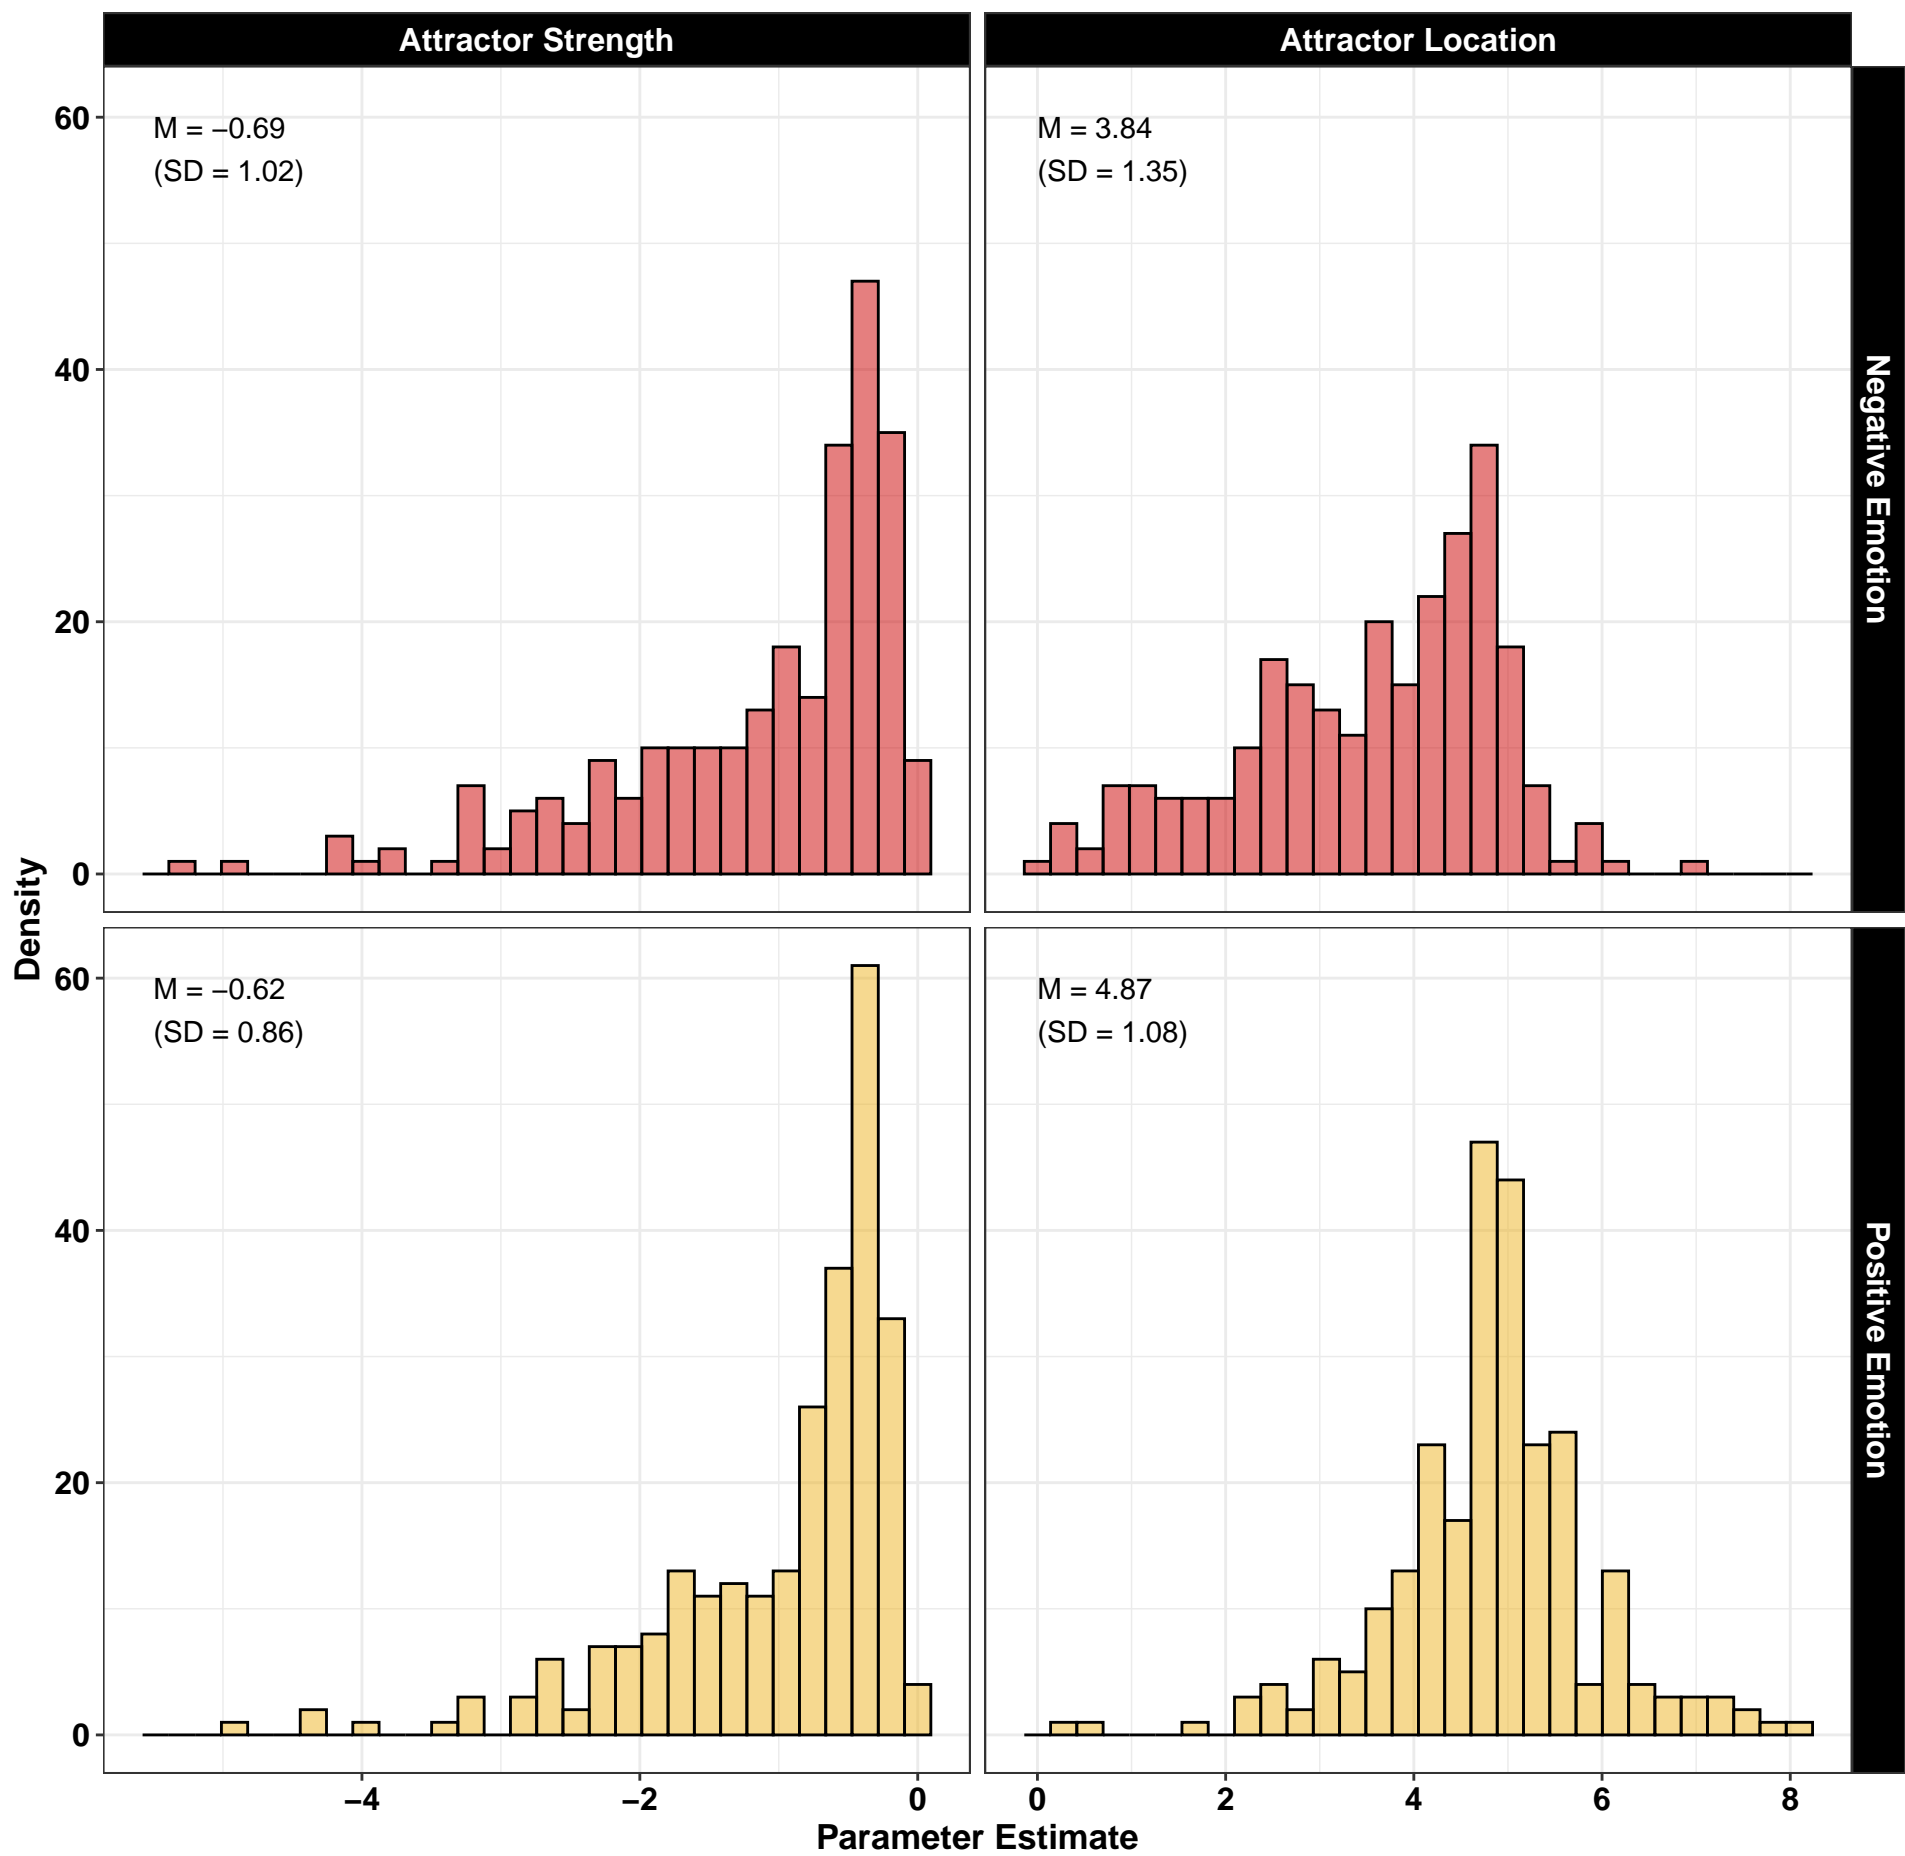 Attractor Strength
Attractor Location
60
40
20
0
M = −0.69
(SD = 1.02)
M = 3.84
(SD = 1.35)
Negative Emotion
Density
60
40
20
0
M = −0.62
(SD = 0.86)
M = 4.87
(SD = 1.08)
Positive Emotion
−4 −2 0
0 2 4 6 8
Parameter Estimate